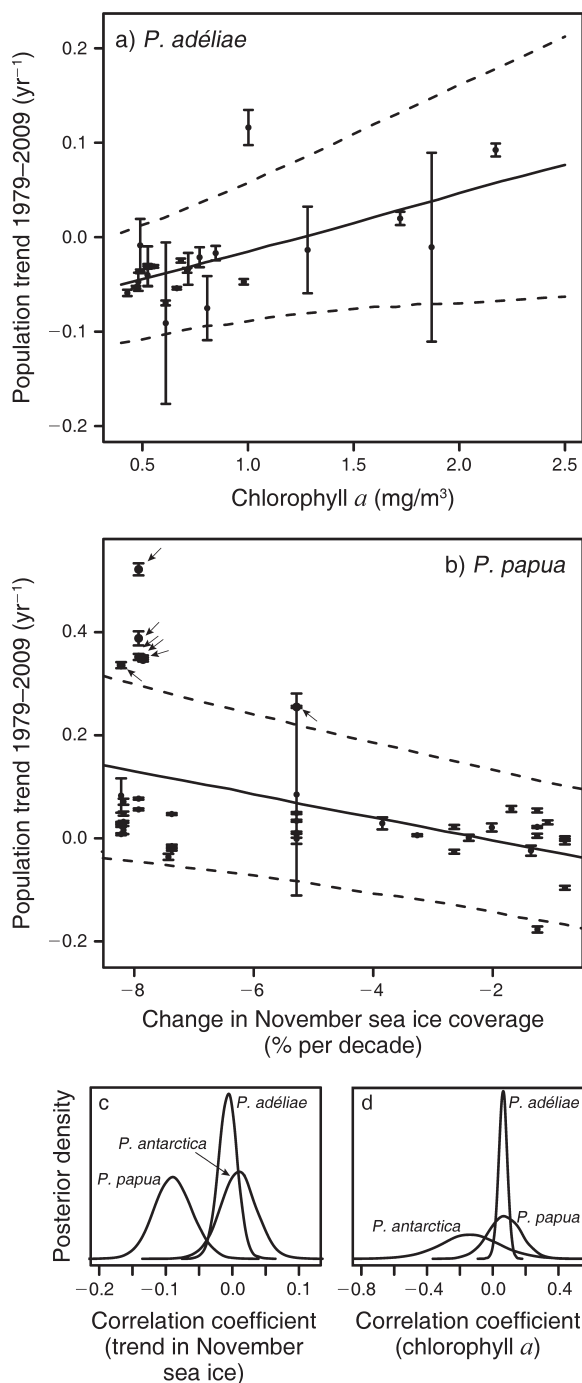 a) P. adéliae
Population trend 1979–2009 (yr⁻¹)
0.2
0.1
0.0
−0.1
−0.2
0.5 1.0 1.5 2.0 2.5
Chlorophyll a (mg/m³)
b) P. papua
Population trend 1979–2009 (yr⁻¹)
0.4
0.2
0.0
−0.2
−8 −6 −4 −2
Change in November sea ice coverage
(% per decade)
c
P. adéliae
P. antarctica
P. papua
Posterior density
−0.2 −0.1 0.0 0.1
Correlation coefficient
(trend in November
sea ice)
d
P. adéliae
P. papua
P. antarctica
−0.8 −0.4 0.0 0.4
Correlation coefficient
(chlorophyll a)